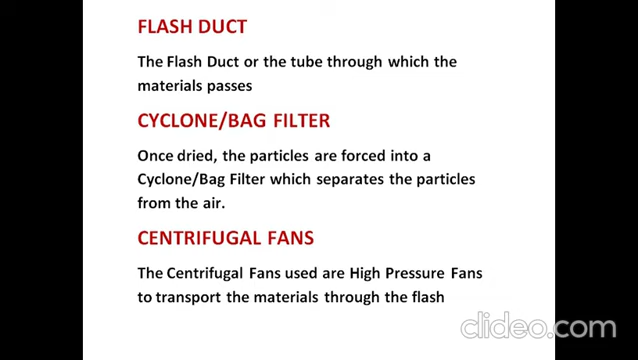 FLASH DUCT
The Flash Duct or the tube through which the
materials passes
CYCLONE/BAG FILTER
Once dried, the particles are forced into a
Cyclone/Bag Filter which separates the particles
from the air.
CENTRIFUGAL FANS
The Centrifugal Fans used are High Pressure Fans
to transport the materials through the flash
clideo.com